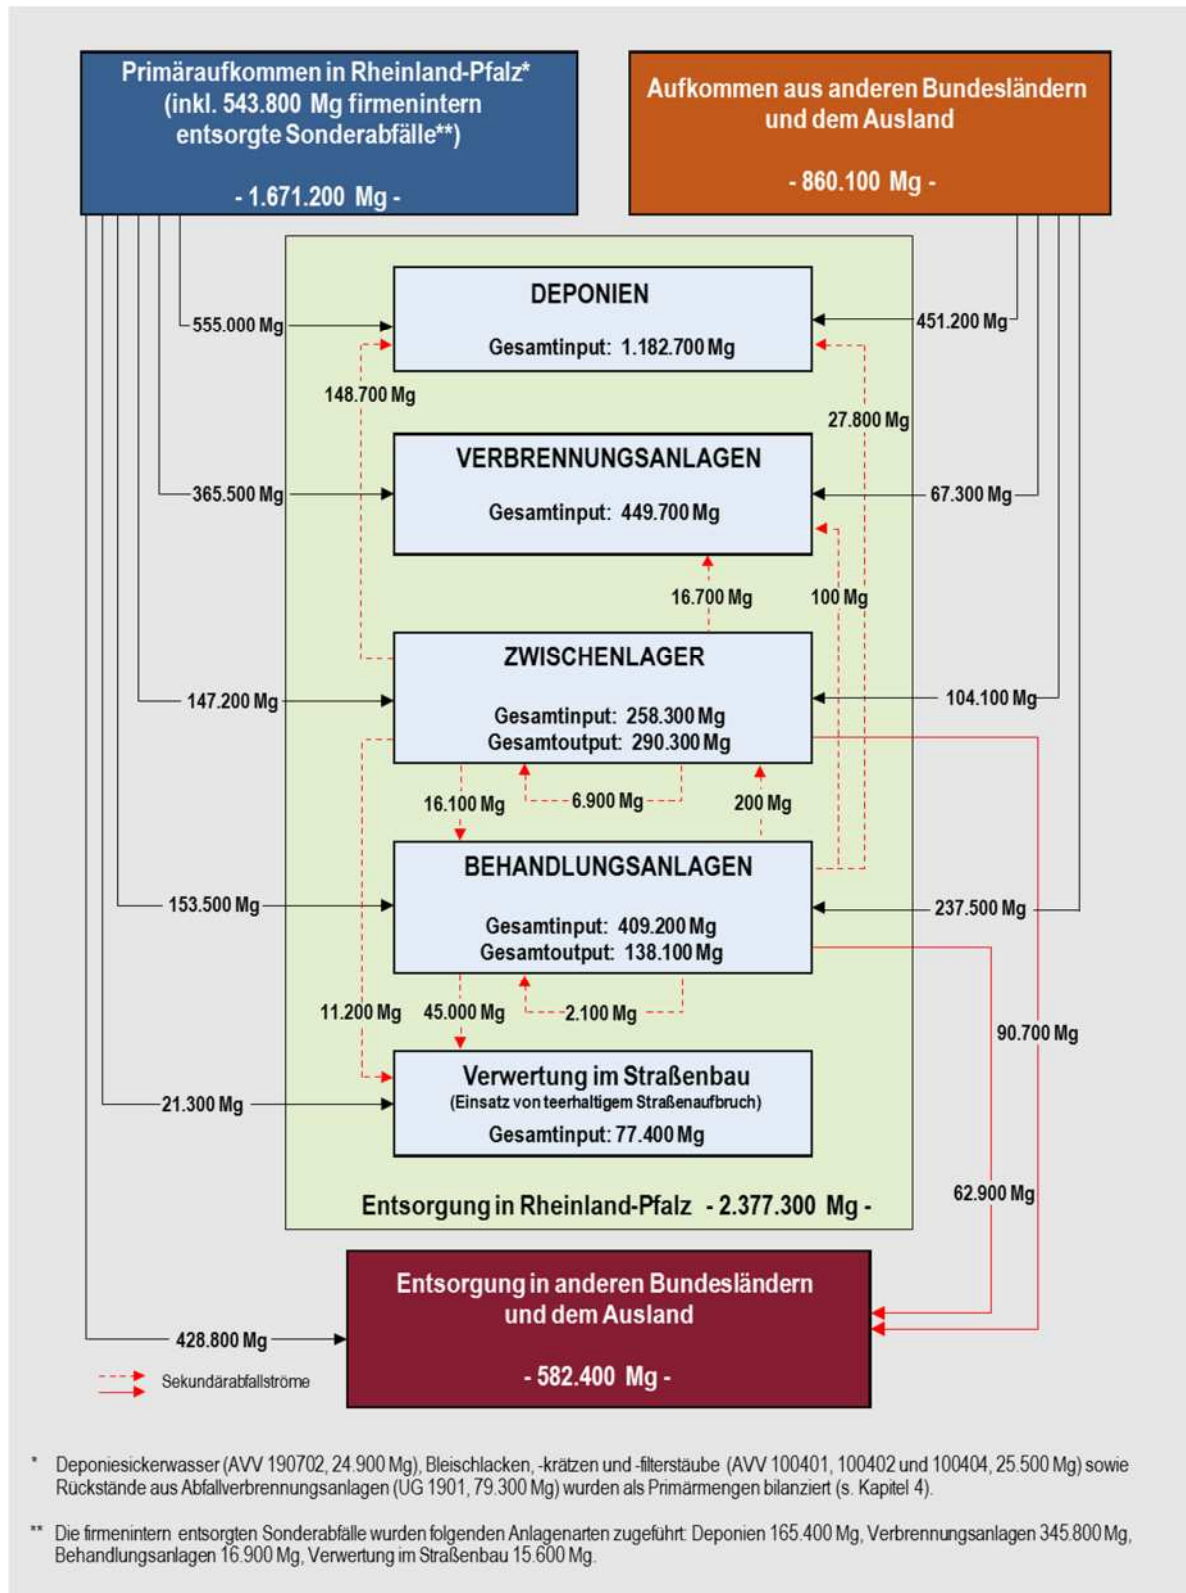 Primäraufkommen in Rheinland-Pfalz*
(inkl. 543.800 Mg firmenintern
entsorgte Sonderabfälle**)
- 1.671.200 Mg -
Aufkommen aus anderen Bundesländern
und dem Ausland
- 860.100 Mg -
DEPONIEN
Gesamtinput: 1.182.700 Mg
555.000 Mg
451.200 Mg
148.700 Mg
27.800 Mg
VERBRENNUNGSANLAGEN
Gesamtinput: 449.700 Mg
365.500 Mg
67.300 Mg
16.700 Mg
100 Mg
ZWISCHENLAGER
Gesamtinput: 258.300 Mg
Gesamtoutput: 290.300 Mg
147.200 Mg
104.100 Mg
16.100 Mg
6.900 Mg
200 Mg
BEHANDLUNGSANLAGEN
Gesamtinput: 409.200 Mg
Gesamtoutput: 138.100 Mg
153.500 Mg
237.500 Mg
11.200 Mg
45.000 Mg
2.100 Mg
90.700 Mg
Verwertung im Straßenbau
(Einsatz von teerhaltigem Straßenaufbruch)
Gesamtinput: 77.400 Mg
21.300 Mg
62.900 Mg
Entsorgung in Rheinland-Pfalz - 2.377.300 Mg -
Entsorgung in anderen Bundesländern
und dem Ausland
- 582.400 Mg -
428.800 Mg
Sekundärabfallströme
* Deponiesickerwasser (AVV 190702, 24.900 Mg), Bleischlacken, -krätzen und -filterstäube (AVV 100401, 100402 und 100404, 25.500 Mg) sowie
Rückstände aus Abfallverbrennungsanlagen (UG 1901, 79.300 Mg) wurden als Primärmengen bilanziert (s. Kapitel 4).
** Die firmenintern entsorgten Sonderabfälle wurden folgenden Anlagenarten zugeführt: Deponien 165.400 Mg, Verbrennungsanlagen 345.800 Mg,
Behandlungsanlagen 16.900 Mg, Verwertung im Straßenbau 15.600 Mg.